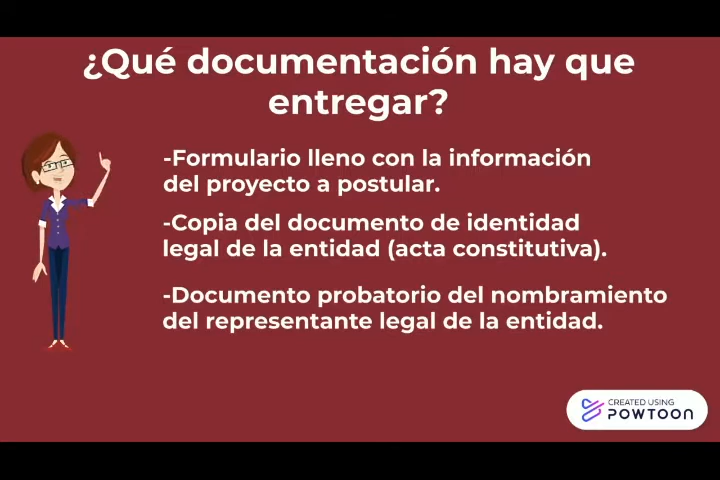 ¿Qué documentación hay que
entregar?
-Formulario lleno con la información
del proyecto a postular.
-Copia del documento de identidad
legal de la entidad (acta constitutiva).
-Documento probatorio del nombramiento
del representante legal de la entidad.
CREATED USING
POWTOON